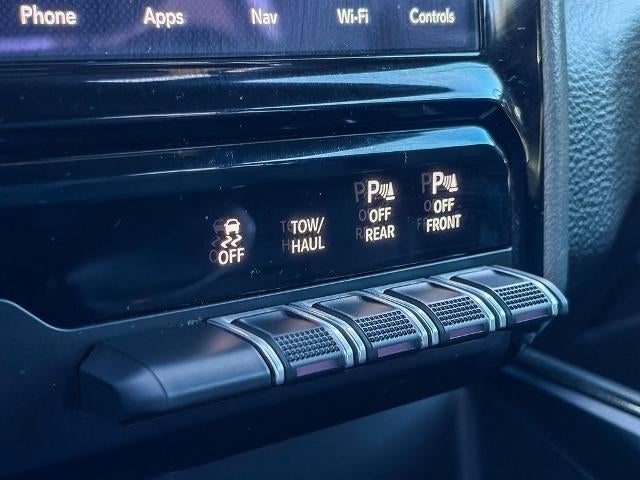 Phone Apps Nav Wi-Fi Controls
OFF
TOW/
HAUL
P
OFF
REAR
P
OFF
FRONT